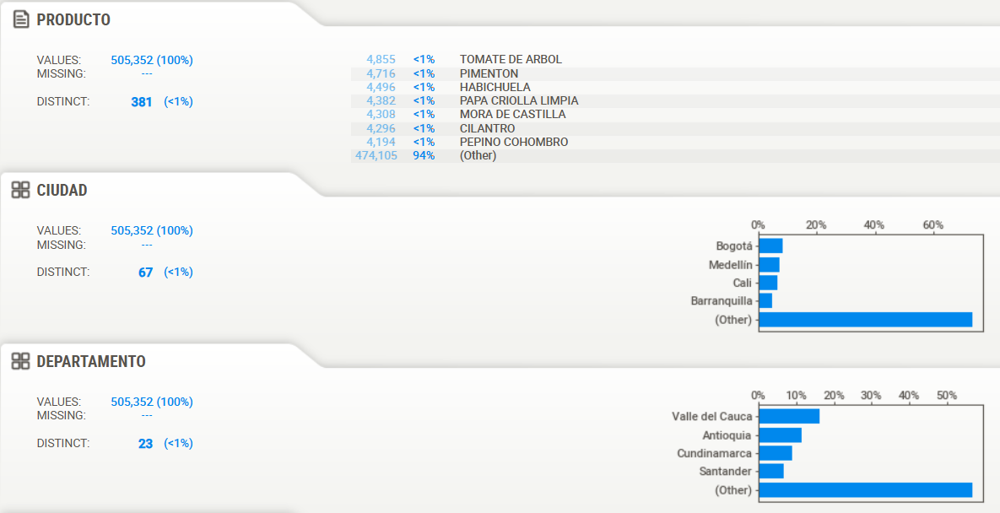 PRODUCTO
VALUES: 505,352 (100%)
MISSING: ---
DISTINCT: 381 (<1%)
4,855 <1% TOMATE DE ARBOL
4,716 <1% PIMENTON
4,496 <1% HABICHUELA
4,382 <1% PAPA CRIOLLA LIMPIA
4,308 <1% MORA DE CASTILLA
4,296 <1% CILANTRO
4,194 <1% PEPINO COHOMBRO
474,105 94% (Other)
CIUDAD
VALUES: 505,352 (100%)
MISSING: ---
DISTINCT: 67 (<1%)
0% 20% 40% 60%
Bogotá
Medellín
Cali
Barranquilla
(Other)
DEPARTAMENTO
VALUES: 505,352 (100%)
MISSING: ---
DISTINCT: 23 (<1%)
0% 10% 20% 30% 40% 50%
Valle del Cauca
Antioquia
Cundinamarca
Santander
(Other)